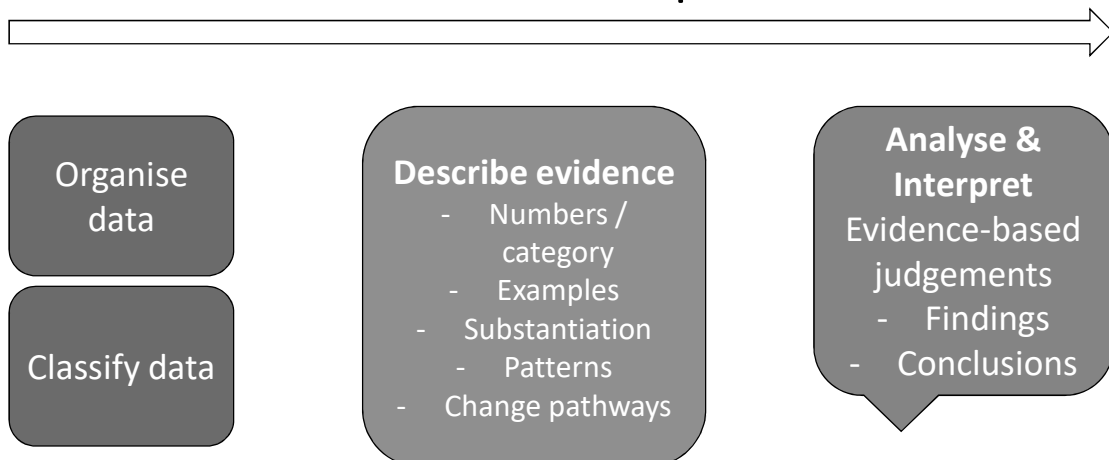 Organise
data
Classify data
Describe evidence
- Numbers /
category
- Examples
- Substantiation
- Patterns
- Change pathways
Analyse &
Interpret
Evidence-based
judgements
- Findings
- Conclusions